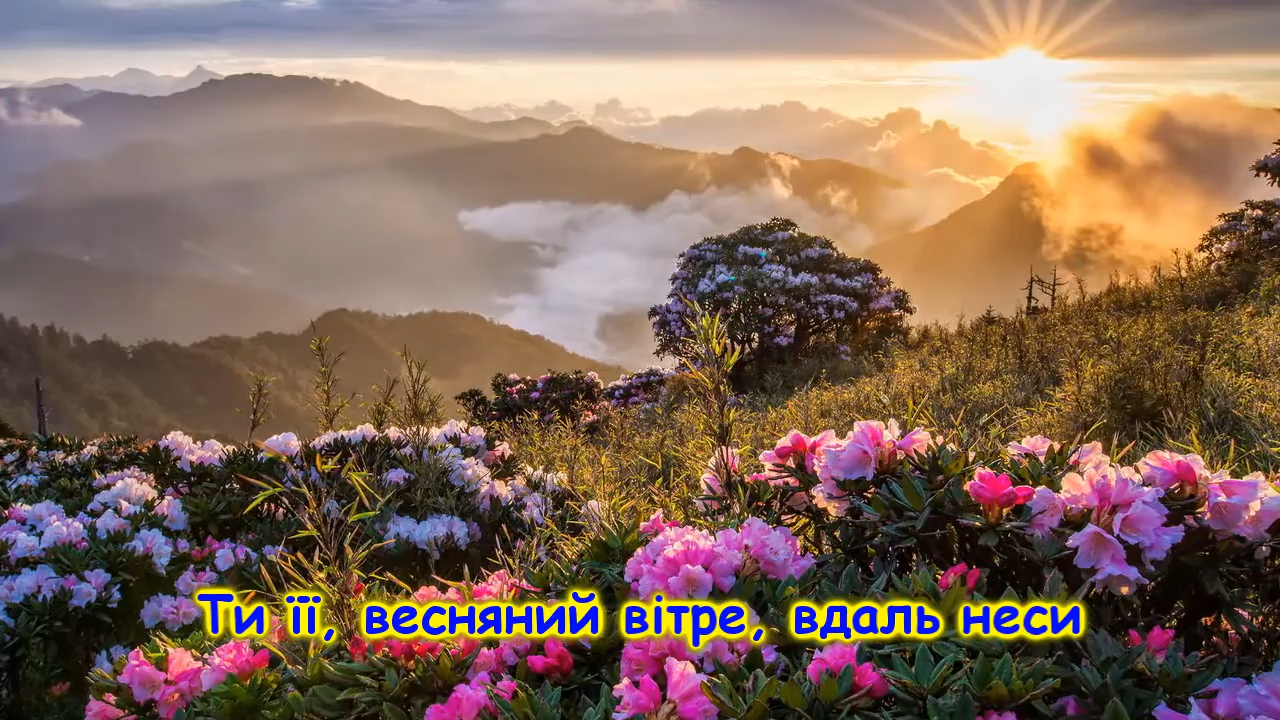 Ти її, весняний вітре, вдаль неси